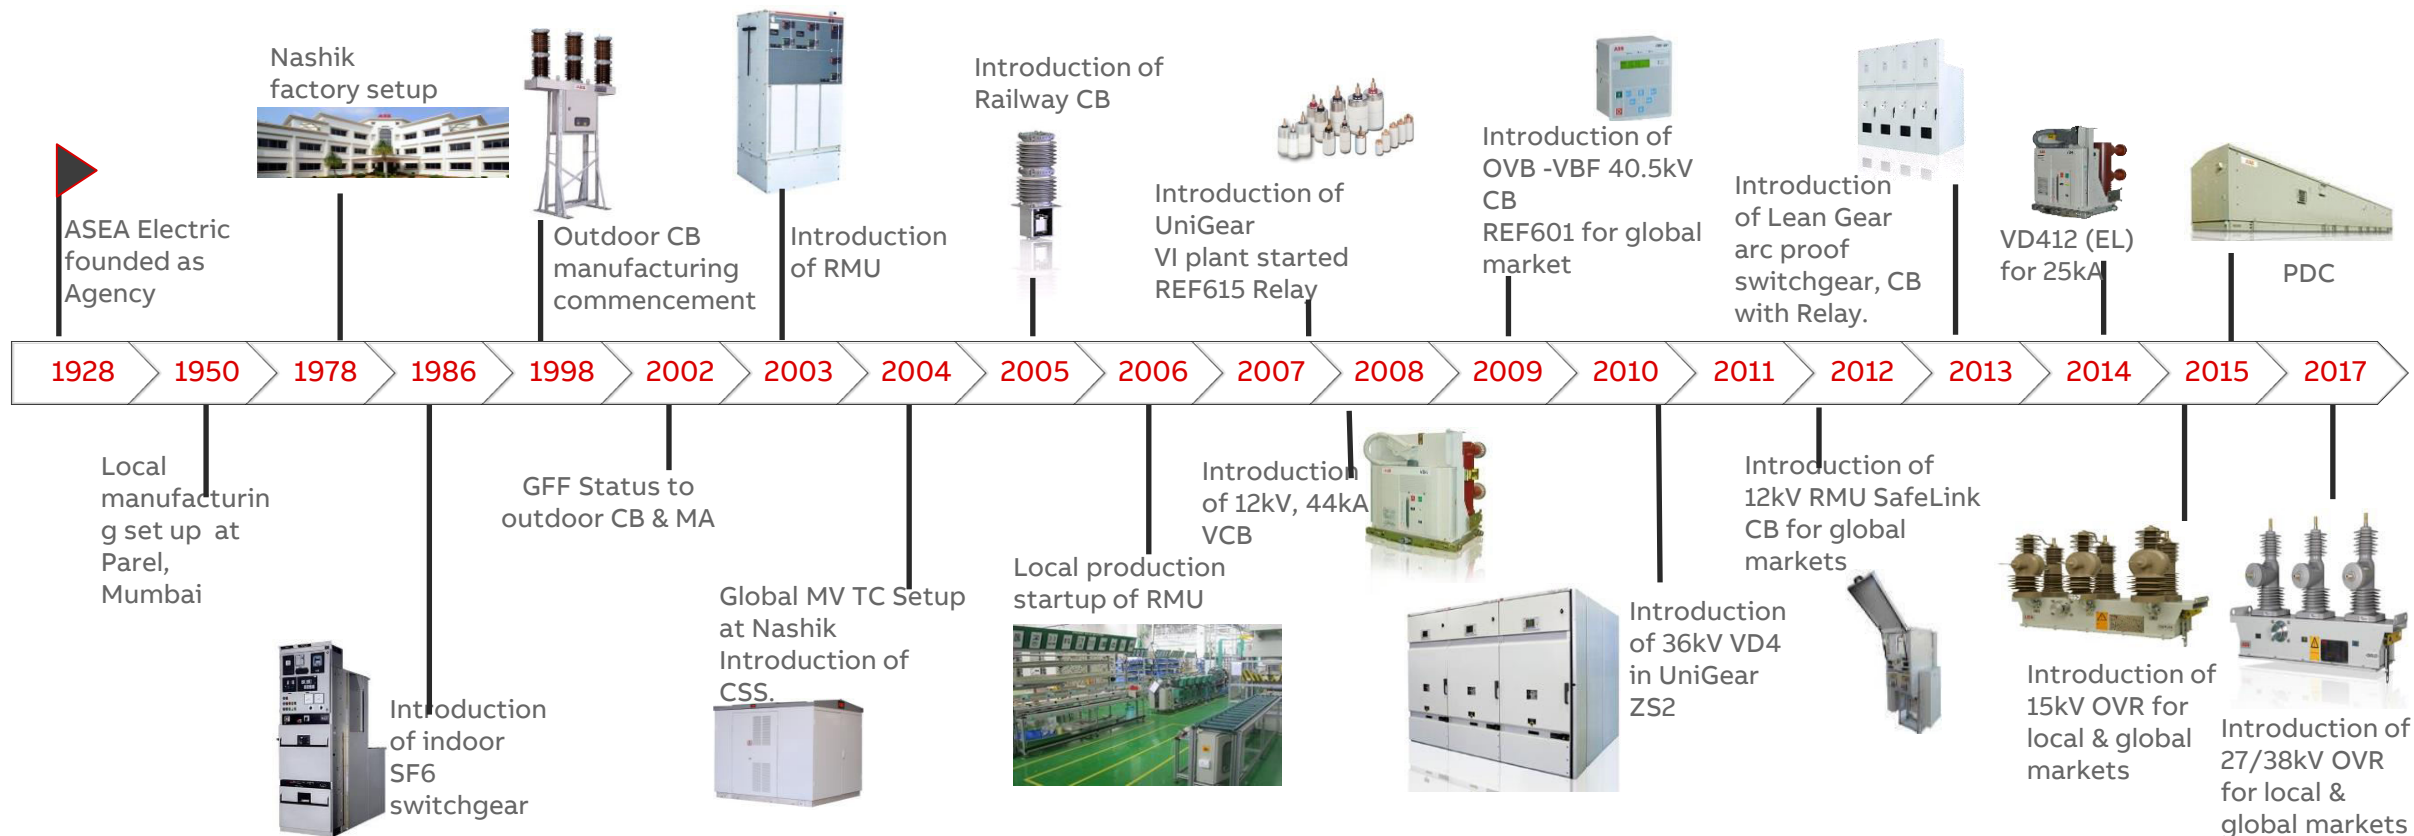 Nashik
factory setup
ASEA Electric
founded as
Agency
Outdoor CB
manufacturing
commencement
Introduction
of RMU
Introduction of
Railway CB
Introduction of
UniGear
VI plant started
REF615 Relay
Introduction of
OVB -VBF 40.5kV
CB
REF601 for global
market
Introduction
of Lean Gear
arc proof
switchgear, CB
with Relay.
VD412 (EL)
for 25kA
PDC
1928 1950 1978 1986 1998 2002 2003 2004 2005 2006 2007 2008 2009 2010 2011 2012 2013 2014 2015 2017
Local
manufacturin
g set up at
Parel,
Mumbai
Introduction
of indoor
SF6
switchgear
GFF Status to
outdoor CB & MA
Global MV TC Setup
at Nashik
Introduction of
CSS.
Local production
startup of RMU
Introduction
of 12kV, 44kA
VCB
Introduction
of 36kV VD4
in UniGear
ZS2
Introduction of
12kV RMU SafeLink
CB for global
markets
Introduction of
15kV OVR for
local & global
markets
Introduction of
27/38kV OVR
for local &
global markets